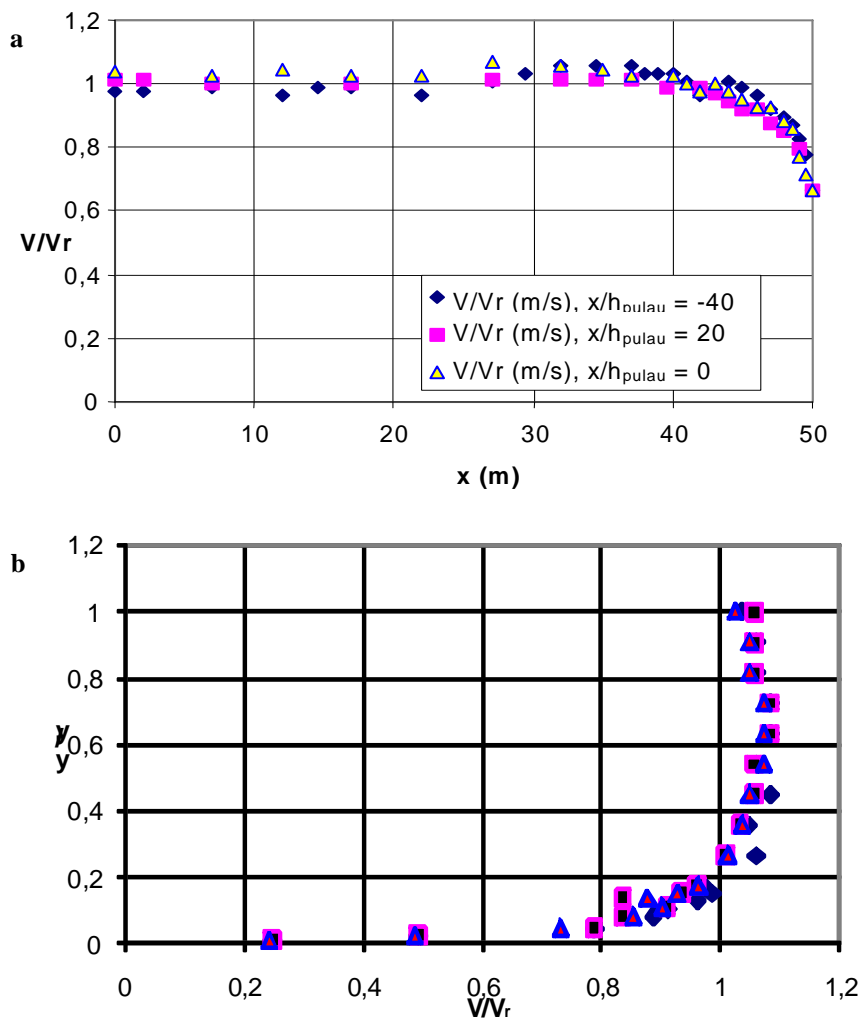 a
1,2
1
0,8
0,6
V/Vr
0,4
0,2
0
V/Vr (m/s), x/hpulau = -40
V/Vr (m/s), x/hpulau = 20
V/Vr (m/s), x/hpulau = 0
0 10 20 30 40 50
x (m)
b
1,2
1
0,8
0,6
0,4
0,2
0
0 0,2 0,4 0,6 0,8 1 1,2
V/Vr